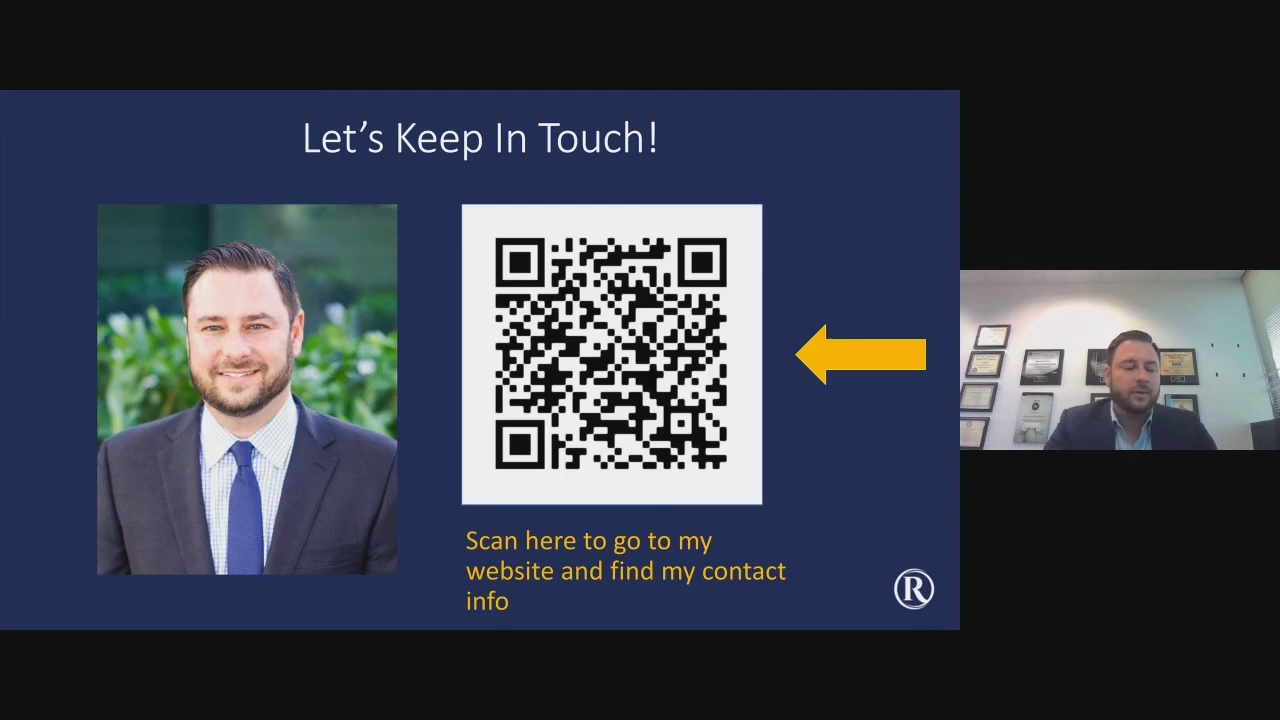 Let's Keep In Touch!
Scan here to go to my
website and find my contact
info
R